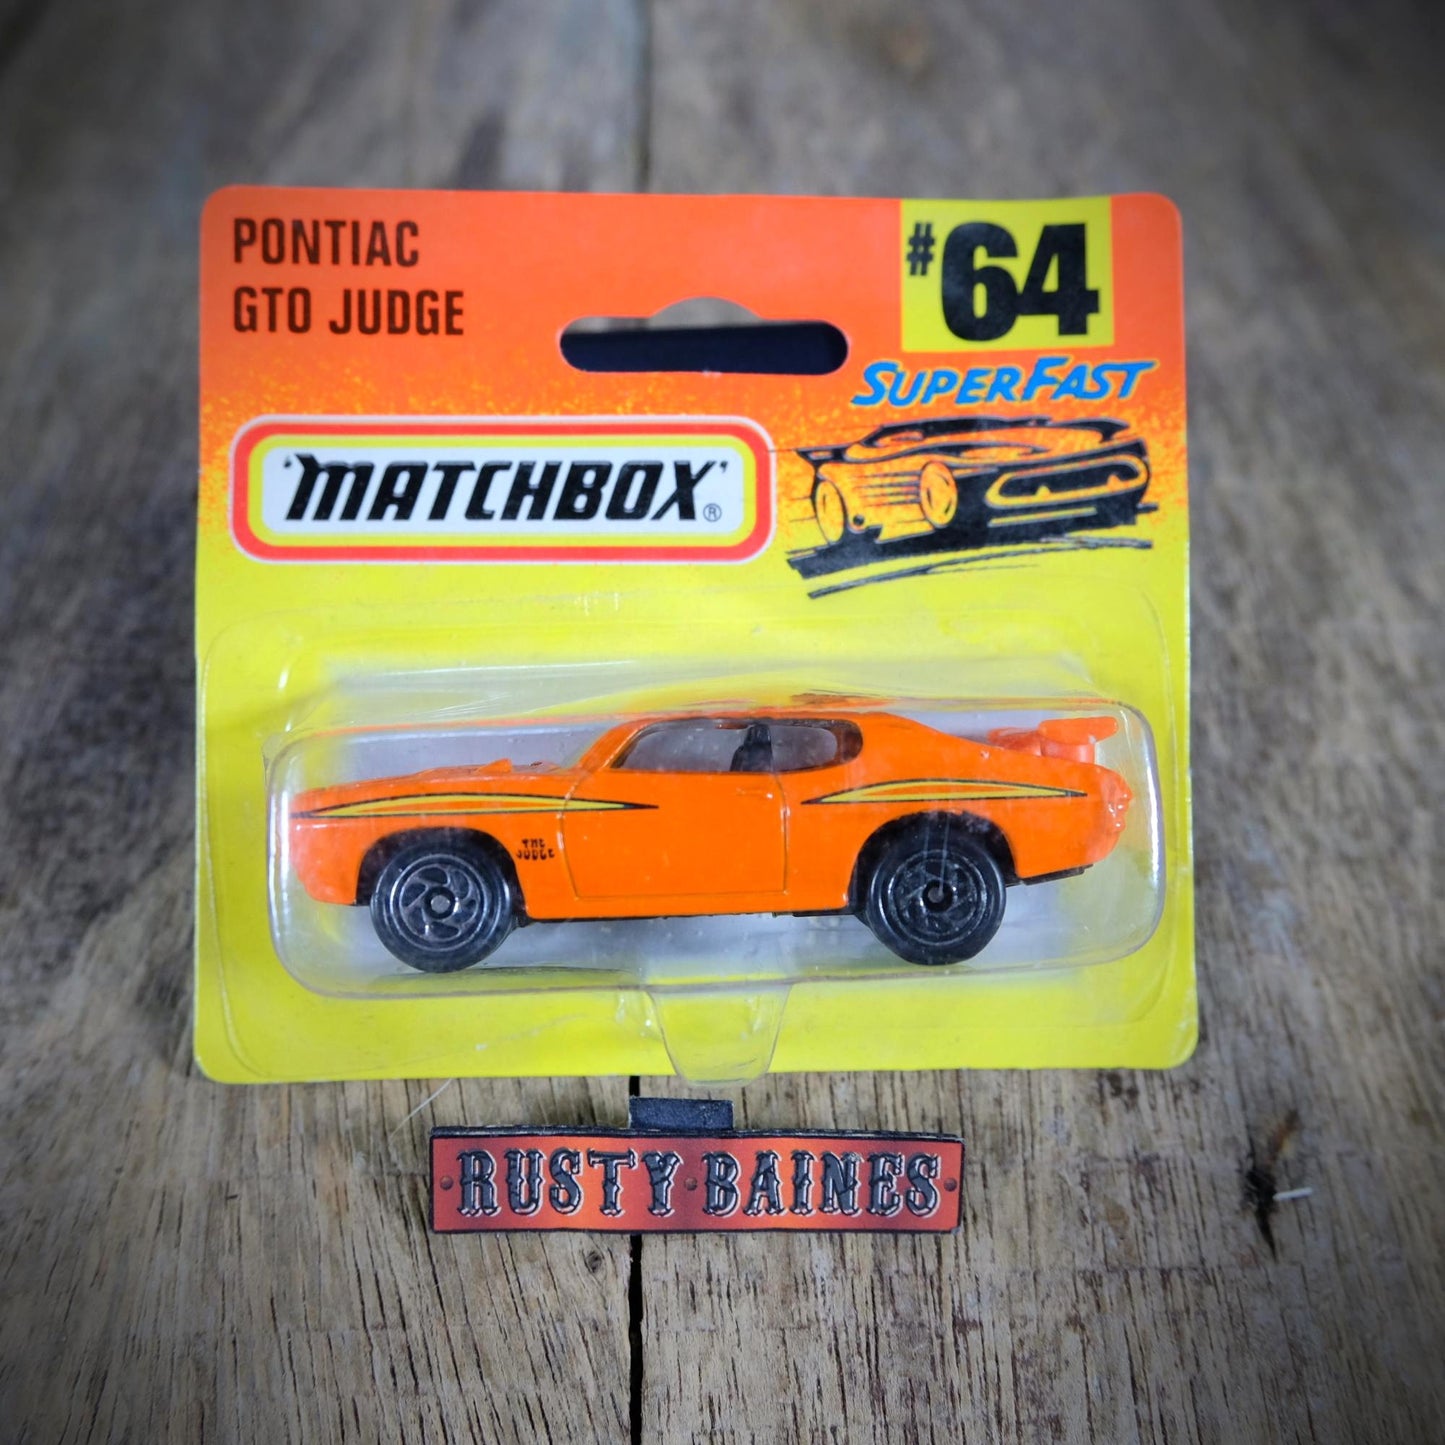 PONTIAC
GTO JUDGE
#64
SUPERFAST
'MATCHBOX'®
THE
JUDGE
RUSTY BAINES